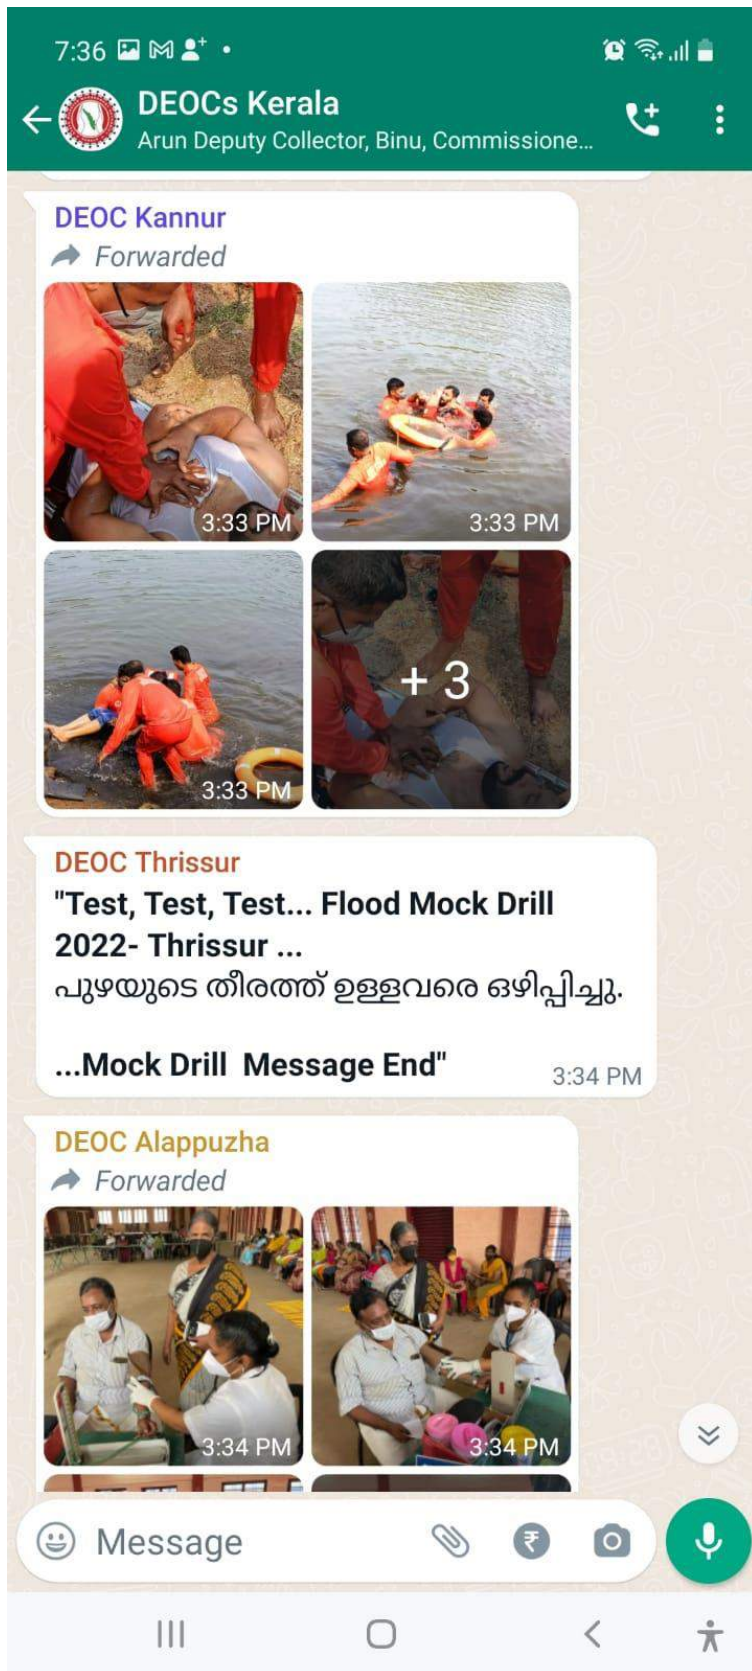 7:36
DEOCs Kerala
Arun Deputy Collector, Binu, Commissione...
DEOC Kannur
Forwarded
3:33 PM
3:33 PM
3:33 PM
+ 3
DEOC Thrissur
"Test, Test, Test... Flood Mock Drill
2022- Thrissur ...
പുഴയുടെ തീരത്ത് ഉള്ളവരെ ഒഴിപ്പിച്ചു.
...Mock Drill  Message End"
3:34 PM
DEOC Alappuzha
Forwarded
3:34 PM
3:34 PM
Message